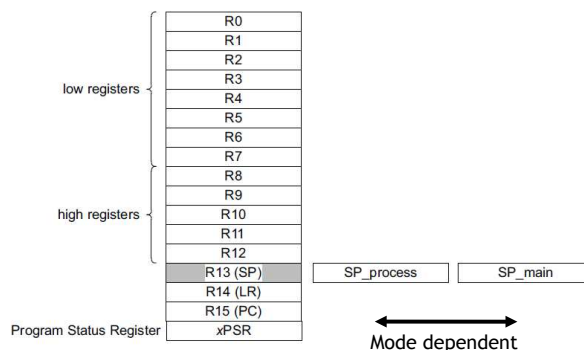 R0
R1
R2
R3
low registers
R4
R5
R6
R7
R8
R9
high registers
R10
R11
R12
R13 (SP) SP_process SP_main
R14 (LR)
R15 (PC)
Program Status Register xPSR
Mode dependent